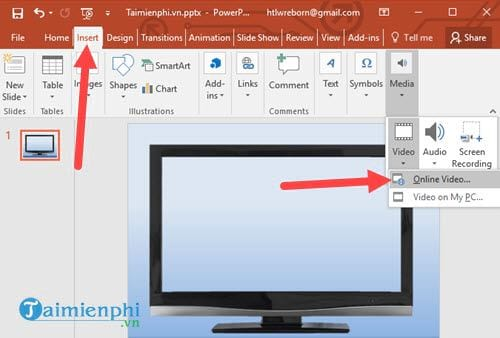 Taimienphi.vn.pptx - PowerP... htlwreborn@gmail.com
File Home Insert Design Transitions Animation Slide Show Review View Add-ins Tell me Share
New Slide Table Images Shapes SmartArt Chart Add-ins Links Comment Text Symbols Media
Slides Tables Illustrations Comments
1
Video Audio Screen Recording
Online Video...
Video on My PC...
Taimienphi
.vn